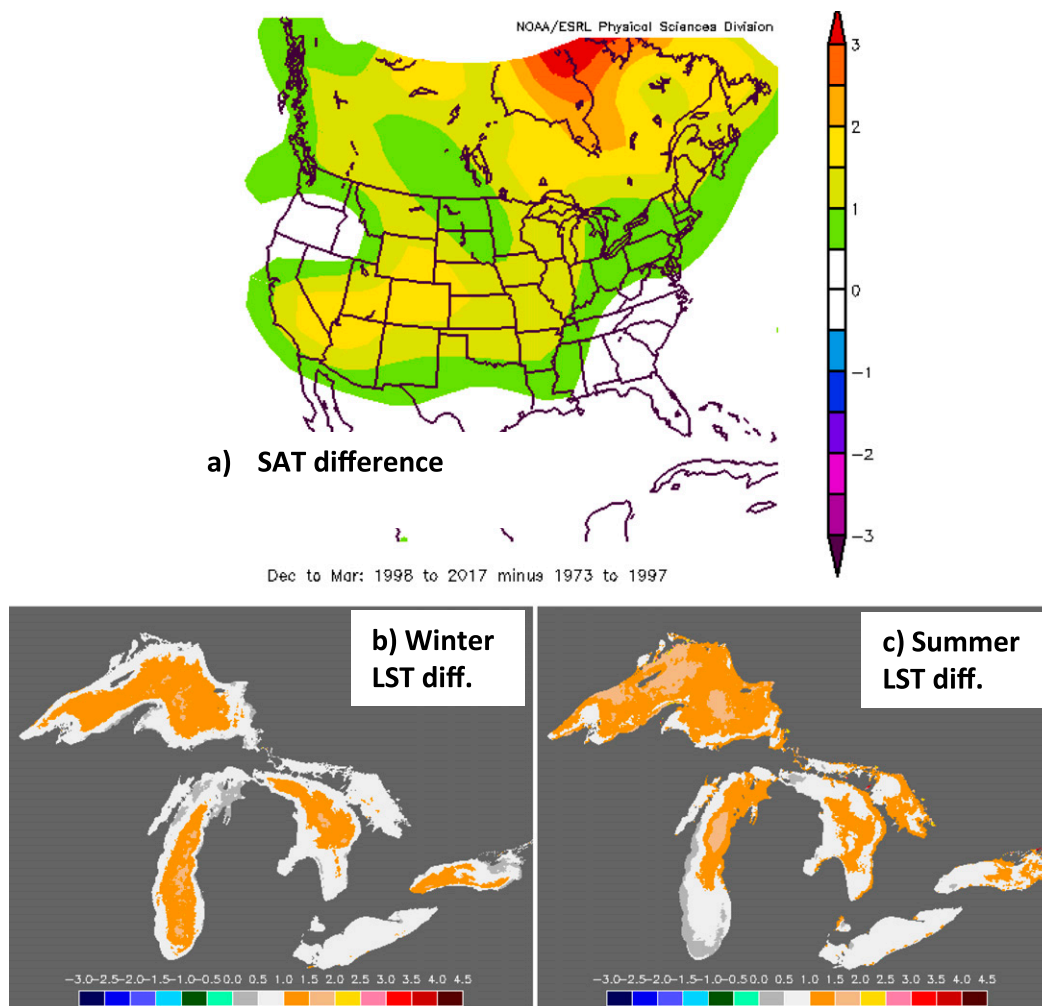 NOAA/ESRL Physical Sciences Division
3
2
1
0
−1
−2
−3
a) SAT difference
Dec to Mar: 1998 to 2017 minus 1973 to 1997
b) Winter
LST diff.
c) Summer
LST diff.
−3.0−2.5−2.0−1.5−1.0−0.5 0.0 0.5 1.0 1.5 2.0 2.5 3.0 3.5 4.0 4.5
−3.0−2.5−2.0−1.5−1.0−0.5 0.0 0.5 1.0 1.5 2.0 2.5 3.0 3.5 4.0 4.5